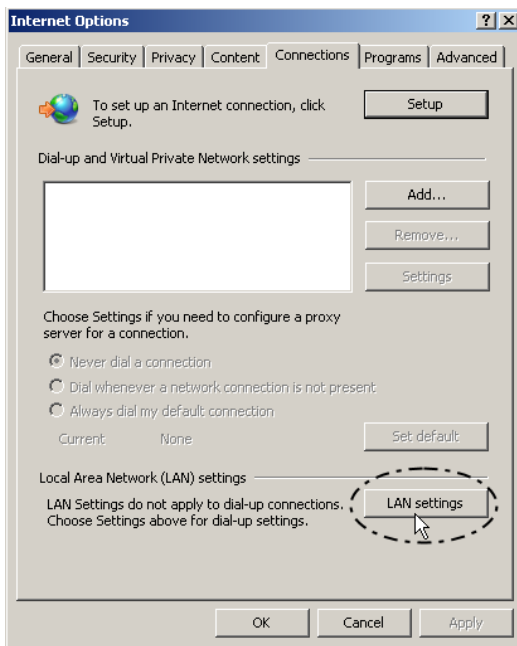 Internet Options
General Security Privacy Content Connections Programs Advanced
To set up an Internet connection, click
Setup.
Setup
Dial-up and Virtual Private Network settings
Add...
Remove...
Settings
Choose Settings if you need to configure a proxy
server for a connection.
Never dial a connection
Dial whenever a network connection is not present
Always dial my default connection
Current None
Set default
Local Area Network (LAN) settings
LAN Settings do not apply to dial-up connections.
Choose Settings above for dial-up settings.
LAN settings
OK Cancel Apply